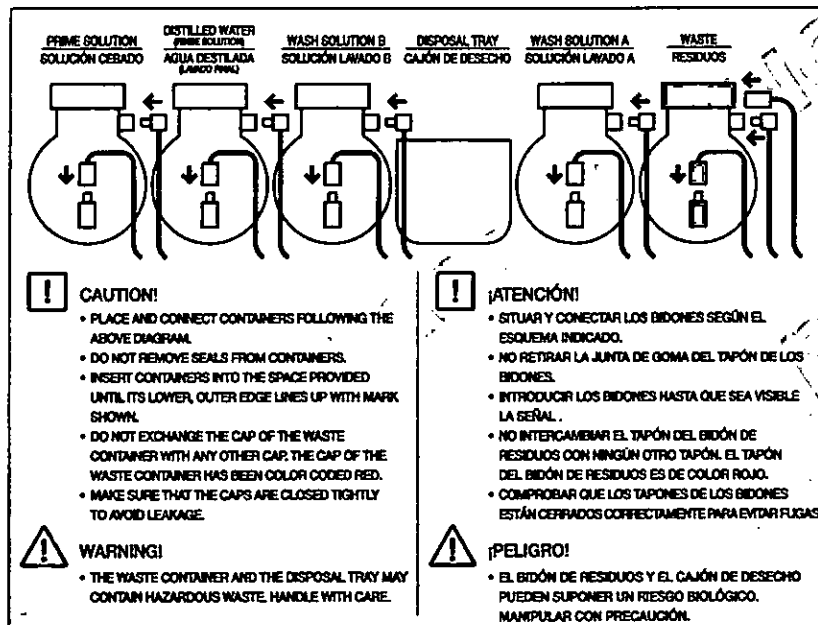 PRIME SOLUTION
SOLUCIÓN CEBADO
DISTILLED WATER
(RINSE SOLUTION)
AGUA DESTILADA
(LAVADO FINAL)
WASH SOLUTION B
SOLUCIÓN LAVADO B
DISPOSAL TRAY
CAJÓN DE DESECHO
WASH SOLUTION A
SOLUCIÓN LAVADO A
WASTE
RESIDUOS
! CAUTION!
• PLACE AND CONNECT CONTAINERS FOLLOWING THE
ABOVE DIAGRAM.
• DO NOT REMOVE SEALS FROM CONTAINERS.
• INSERT CONTAINERS INTO THE SPACE PROVIDED
UNTIL ITS LOWER, OUTER EDGE LINES UP WITH MARK
SHOWN.
• DO NOT EXCHANGE THE CAP OF THE WASTE
CONTAINER WITH ANY OTHER CAP, THE CAP OF THE
WASTE CONTAINER HAS BEEN COLOR CODED RED.
• MAKE SURE THAT THE CAPS ARE CLOSED TIGHTLY
TO AVOID LEAKAGE.
! WARNING!
• THE WASTE CONTAINER AND THE DISPOSAL TRAY MAY
CONTAIN HAZARDOUS WASTE. HANDLE WITH CARE.
! ¡ATENCIÓN!
• SITUAR Y CONECTAR LOS BIDONES SEGÚN EL
ESQUEMA INDICADO.
• NO RETIRAR LA JUNTA DE GOMA DEL TAPÓN DE LOS
BIDONES.
• INTRODUCIR LOS BIDONES HASTA QUE SEA VISIBLE
LA SEÑAL .
• NO INTERCAMBIAR EL TAPÓN DEL BIDÓN DE
RESIDUOS CON NINGÚN OTRO TAPÓN. EL TAPÓN
DEL BIDÓN DE RESIDUOS ES DE COLOR ROJO.
• COMPROBAR QUE LOS TAPONES DE LOS BIDONES
ESTÁN CERRADOS CORRECTAMENTE PARA EVITAR FUGAS
! ¡PELIGRO!
• EL BIDÓN DE RESIDUOS Y EL CAJÓN DE DESECHO
PUEDEN SUPONER UN RIESGO BIOLÓGICO.
MANIPULAR CON PRECAUCIÓN.